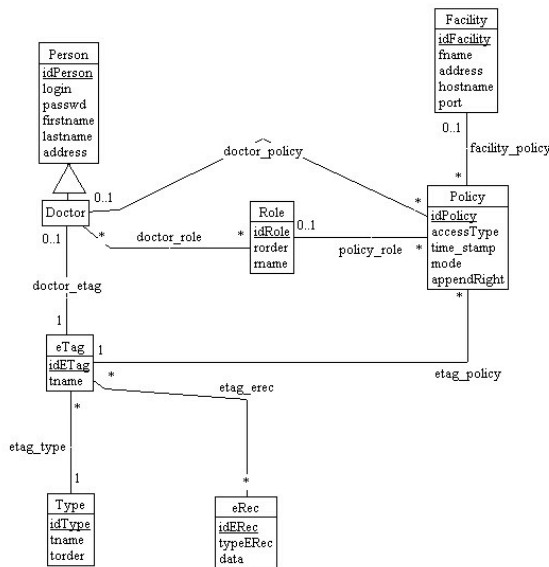 Facility
idFacility
fname
address
hostname
port
0..1
facility_policy
*
Person
idPerson
login
passwd
firstname
lastname
address
doctor_policy
0..1
*
Doctor
0..1
*
doctor_role
*
Role
idRole
rorder
rname
0..1
policy_role
*
Policy
idPolicy
accessType
time_stamp
mode
appendRight
*
doctor_etag
1
eTag
idETag
tname
1
*
etag_policy
etag_erec
*
*
etag_type
1
Type
idType
tname
torder
eRec
idERec
typeERec
data